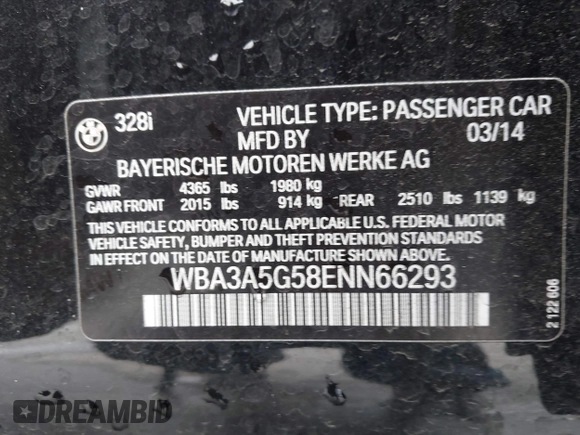 BMW
328i VEHICLE TYPE: PASSENGER CAR
MFD BY 03/14
BAYERISCHE MOTOREN WERKE AG
GVWR 4365 lbs 1980 kg
GAWR FRONT 2015 lbs 914 kg REAR 2510 lbs 1139 kg
THIS VEHICLE CONFORMS TO ALL APPLICABLE U.S. FEDERAL MOTOR
VEHICLE SAFETY, BUMPER AND THEFT PREVENTION STANDARDS
IN EFFECT ON THE DATE OF MANUFACTURE SHOWN ABOVE.
WBA3A5G58ENN66293
2 122 606
DREAMBID